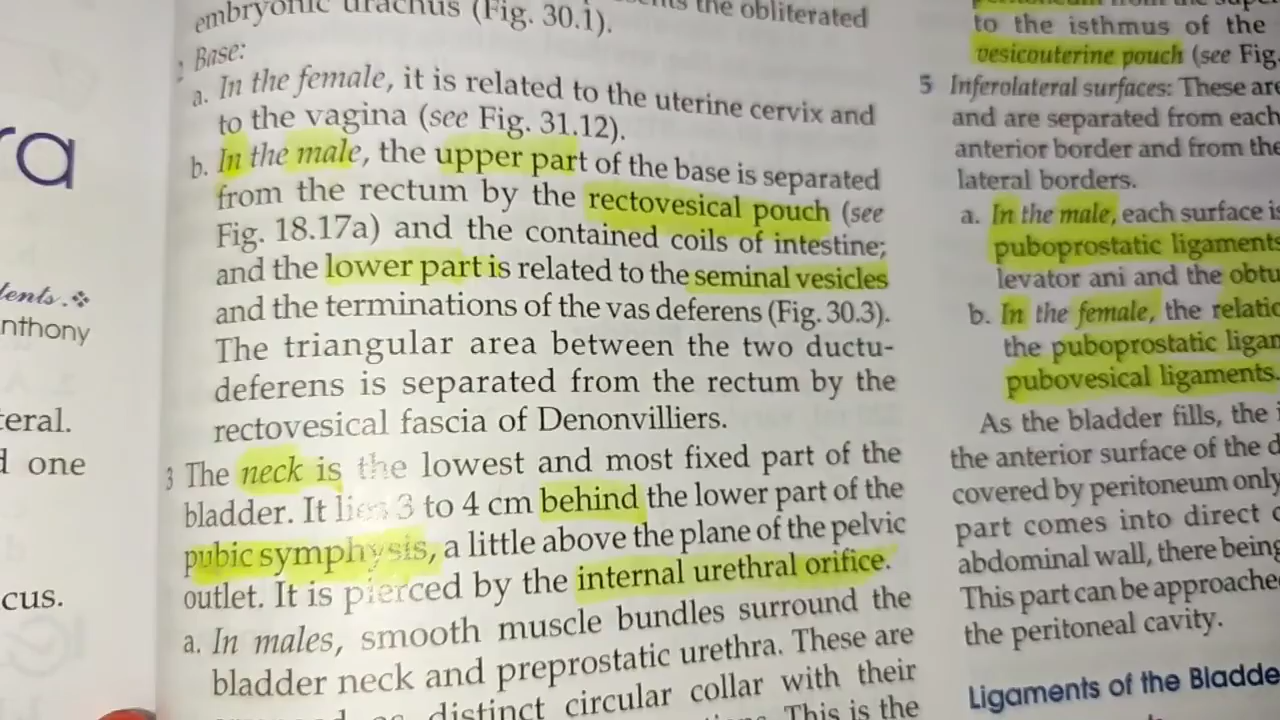 ra
tents.
nthony
teral.
d one
cus.
embryonic urachus (Fig. 30.1).
the obliterated
Base:
a. In the female, it is related to the uterine cervix and
to the vagina (see Fig. 31.12).
b. In the male, the upper part of the base is separated
from the rectum by the rectovesical pouch (see
Fig. 18.17a) and the contained coils of intestine;
and the lower part is related to the seminal vesicles
and the terminations of the vas deferens (Fig. 30.3).
The triangular area between the two ductu-
deferens is separated from the rectum by the
rectovesical fascia of Denonvilliers.
3 The neck is the lowest and most fixed part of the
bladder. It lies 3 to 4 cm behind the lower part of the
pubic symphysis, a little above the plane of the pelvic
outlet. It is pierced by the internal urethral orifice.
a. In males, smooth muscle bundles surround the
bladder neck and preprostatic urethra. These are
distinct circular collar with their
This is the
to the isthmus of the
vesicouterine pouch (see Fig.
5 Inferolateral surfaces: These are
and are separated from each
anterior border and from the
lateral borders.
a. In the male, each surface is
puboprostatic ligaments
levator ani and the obtu
b. In the female, the relatio
the puboprostatic ligam
pubovesical ligaments.
As the bladder fills, the
the anterior surface of the d
covered by peritoneum only
part comes into direct c
abdominal wall, there being
This part can be approache
the peritoneal cavity.
Ligaments of the Bladde